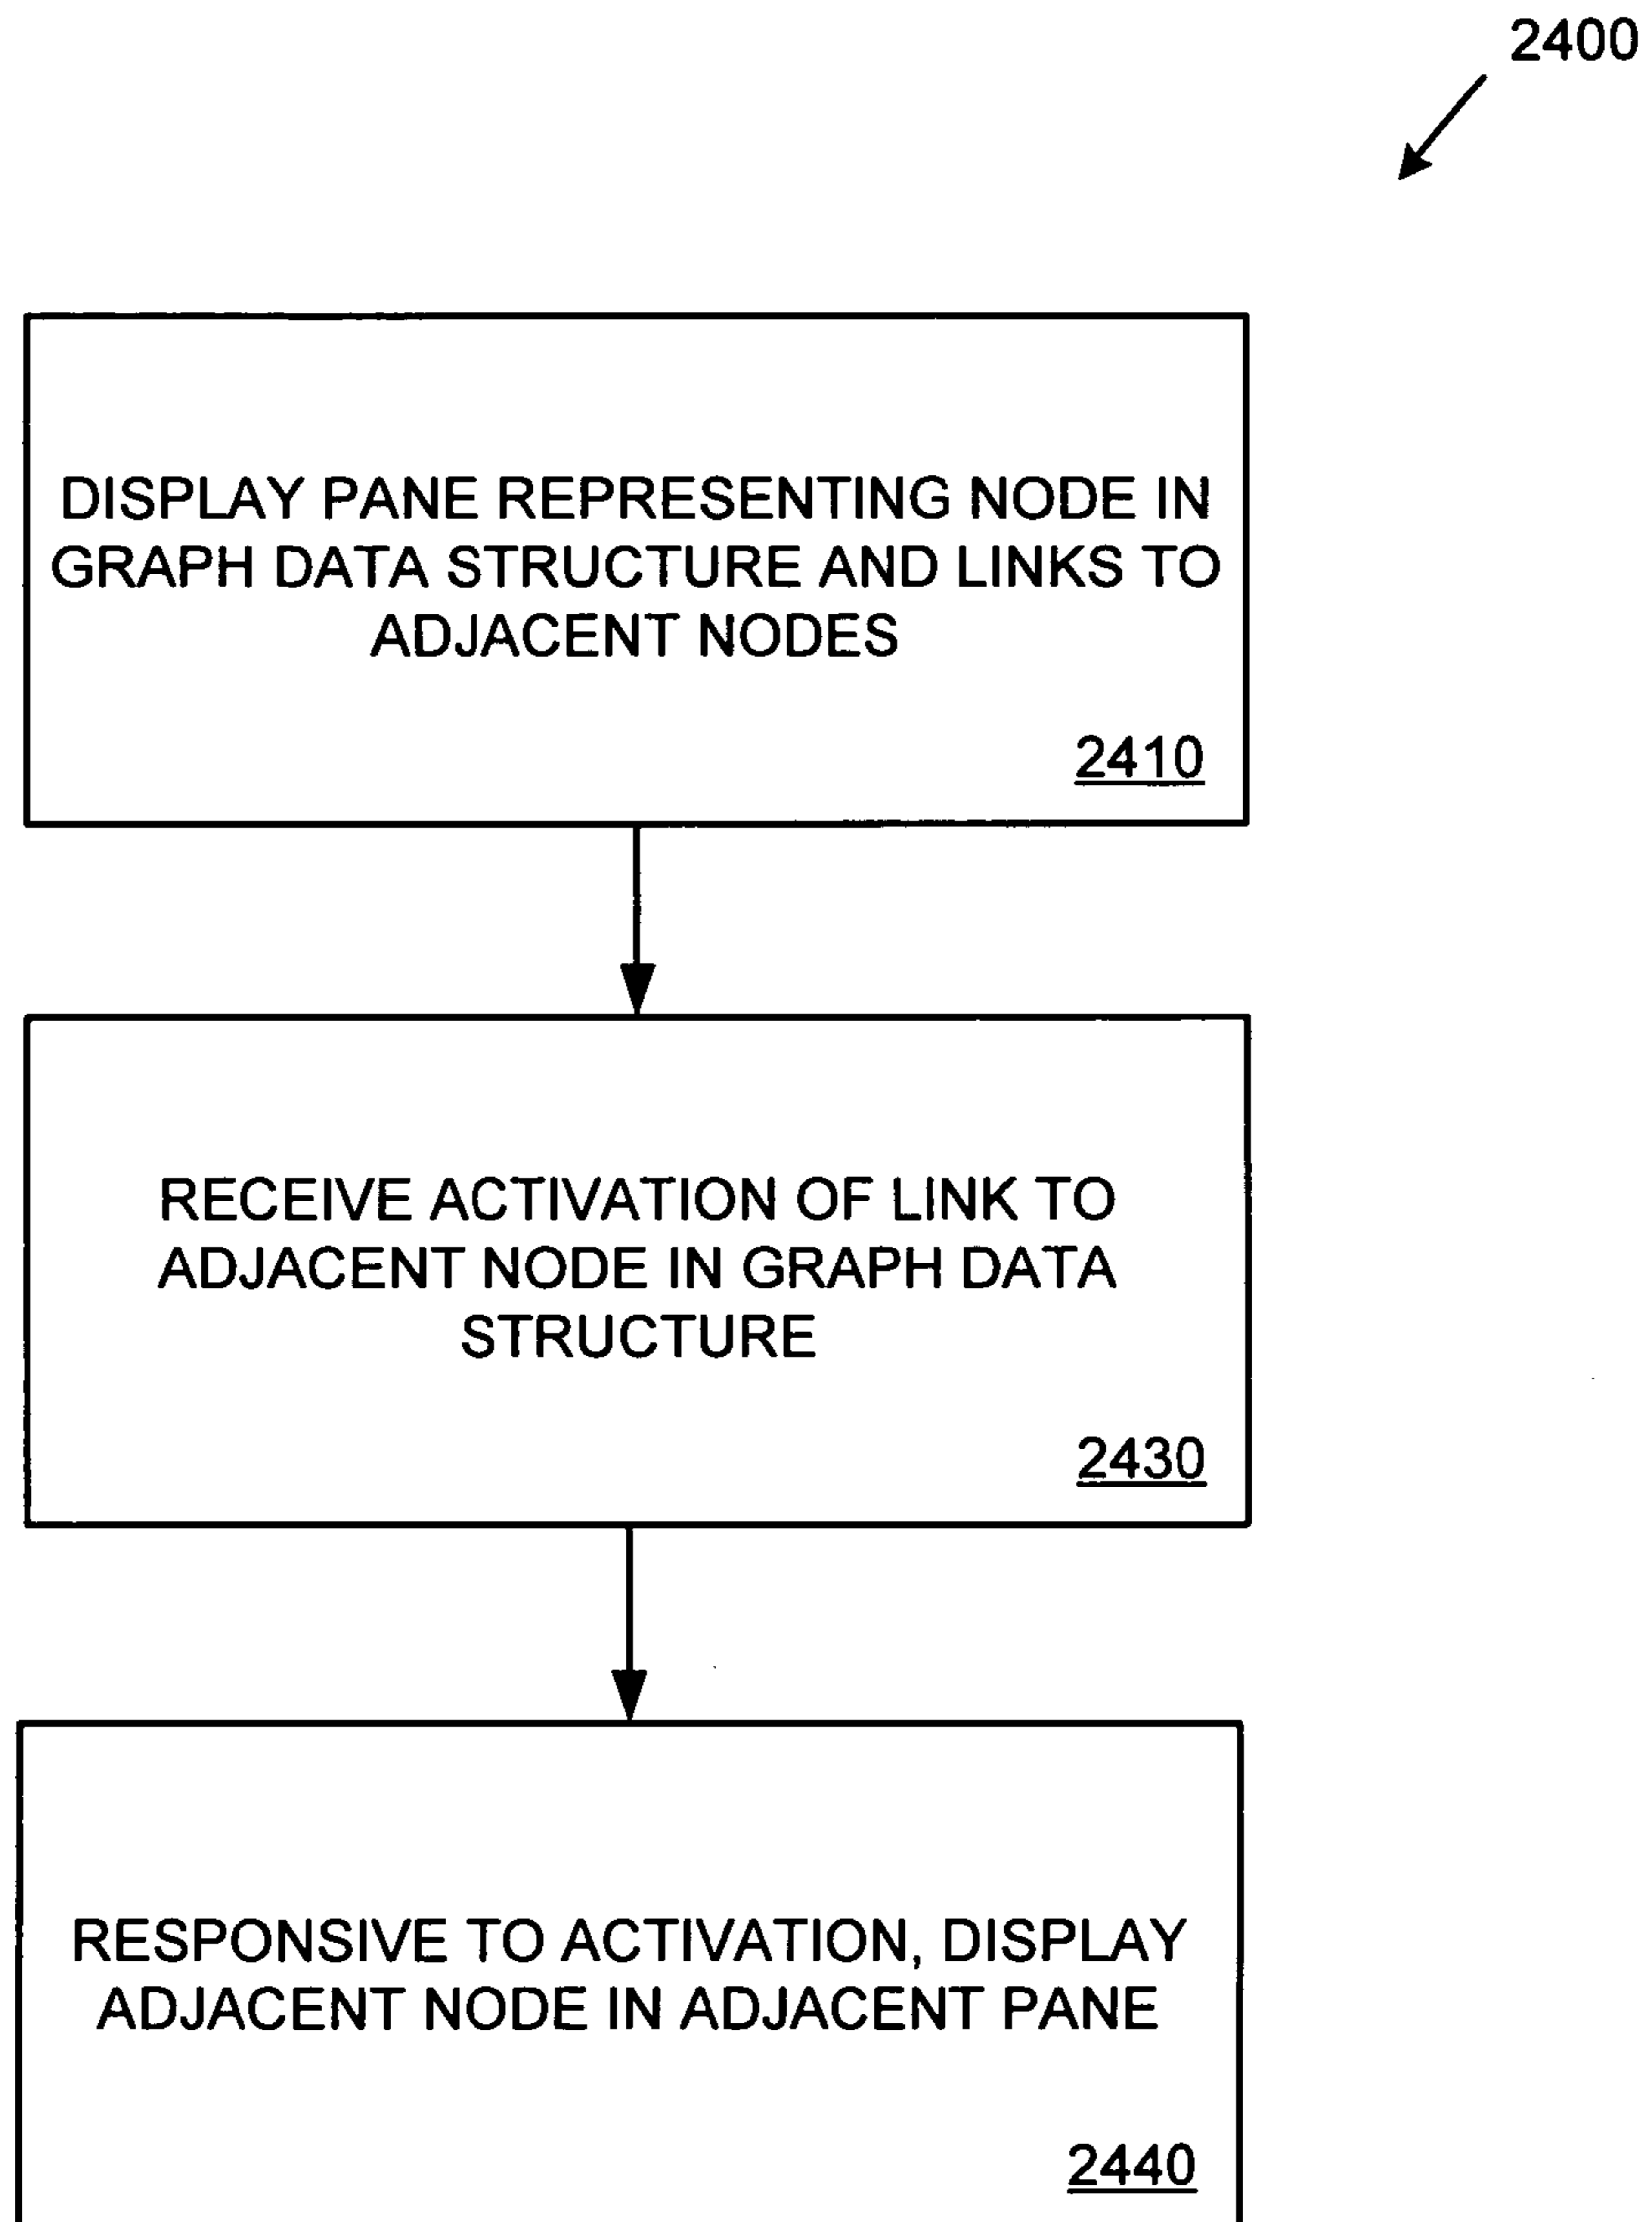 2400
DISPLAY PANE REPRESENTING NODE IN
GRAPH DATA STRUCTURE AND LINKS TO
ADJACENT NODES
2410
RECEIVE ACTIVATION OF LINK TO
ADJACENT NODE IN GRAPH DATA
STRUCTURE
2430
RESPONSIVE TO ACTIVATION, DISPLAY
ADJACENT NODE IN ADJACENT PANE
2440